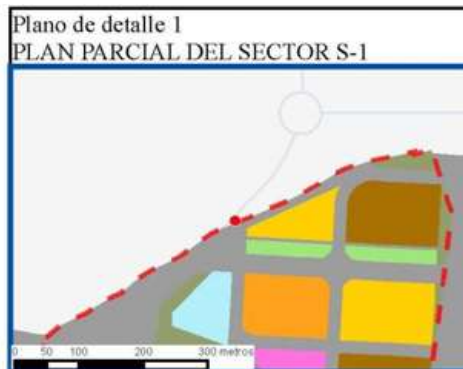 Plano de detalle 1
PLAN PARCIAL DEL SECTOR S-1
0 50 100 200 300 metros